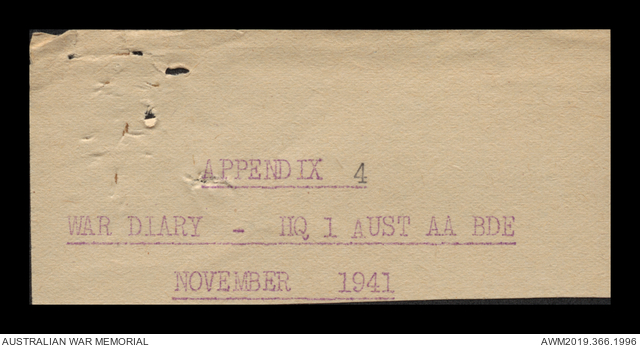 APPENDIX 4
WAR DIARY - HQ 1 AUST AA BDE
NOVEMBER 1941
AUSTRALIAN WAR MEMORIAL AWM2019.366.1996